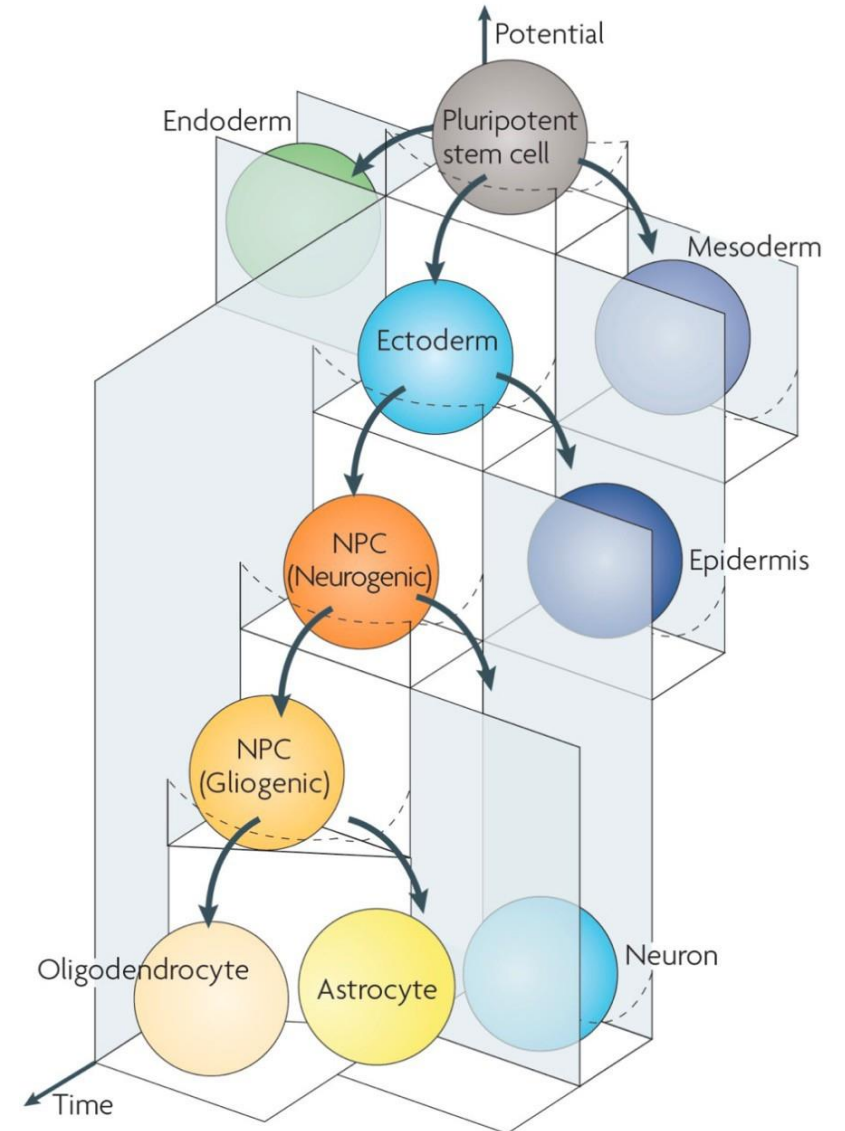 Potential
Endoderm
Pluripotent
stem cell
Mesoderm
Ectoderm
NPC
(Neurogenic)
Epidermis
NPC
(Gliogenic)
Oligodendrocyte
Astrocyte
Neuron
Time